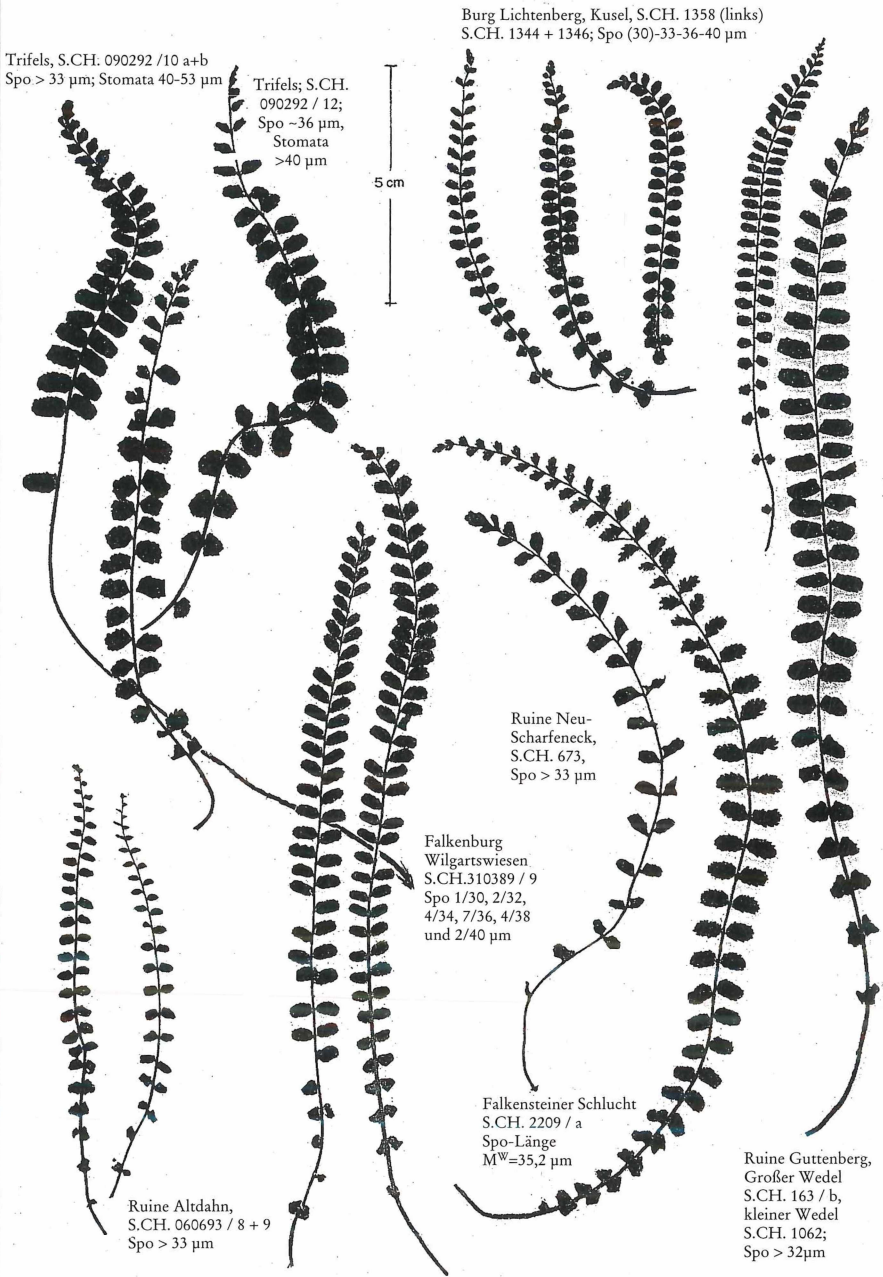 Burg Lichtenberg, Kusel, S.CH. 1358 (links)
S.CH. 1344 + 1346; Spo (30)-33-36-40 µm
Trifels, S.CH. 090292 /10 a+b
Spo > 33 µm; Stomata 40-53 µm
Trifels; S.CH.
090292 / 12;
Spo ~36 µm,
Stomata
>40 µm
5 cm
Ruine Neu-
Scharfeneck,
S.CH. 673,
Spo > 33 µm
Falkenburg
Wilgartswiesen
S.CH.310389 / 9
Spo 1/30, 2/32,
4/34, 7/36, 4/38
und 2/40 µm
Falkensteiner Schlucht
S.CH. 2209 / a
Spo-Länge
Mᵂ=35,2 µm
Ruine Guttenberg,
Großer Wedel
S.CH. 163 / b,
kleiner Wedel
S.CH. 1062;
Spo > 32µm
Ruine Altdahn,
S.CH. 060693 / 8 + 9
Spo > 33 µm